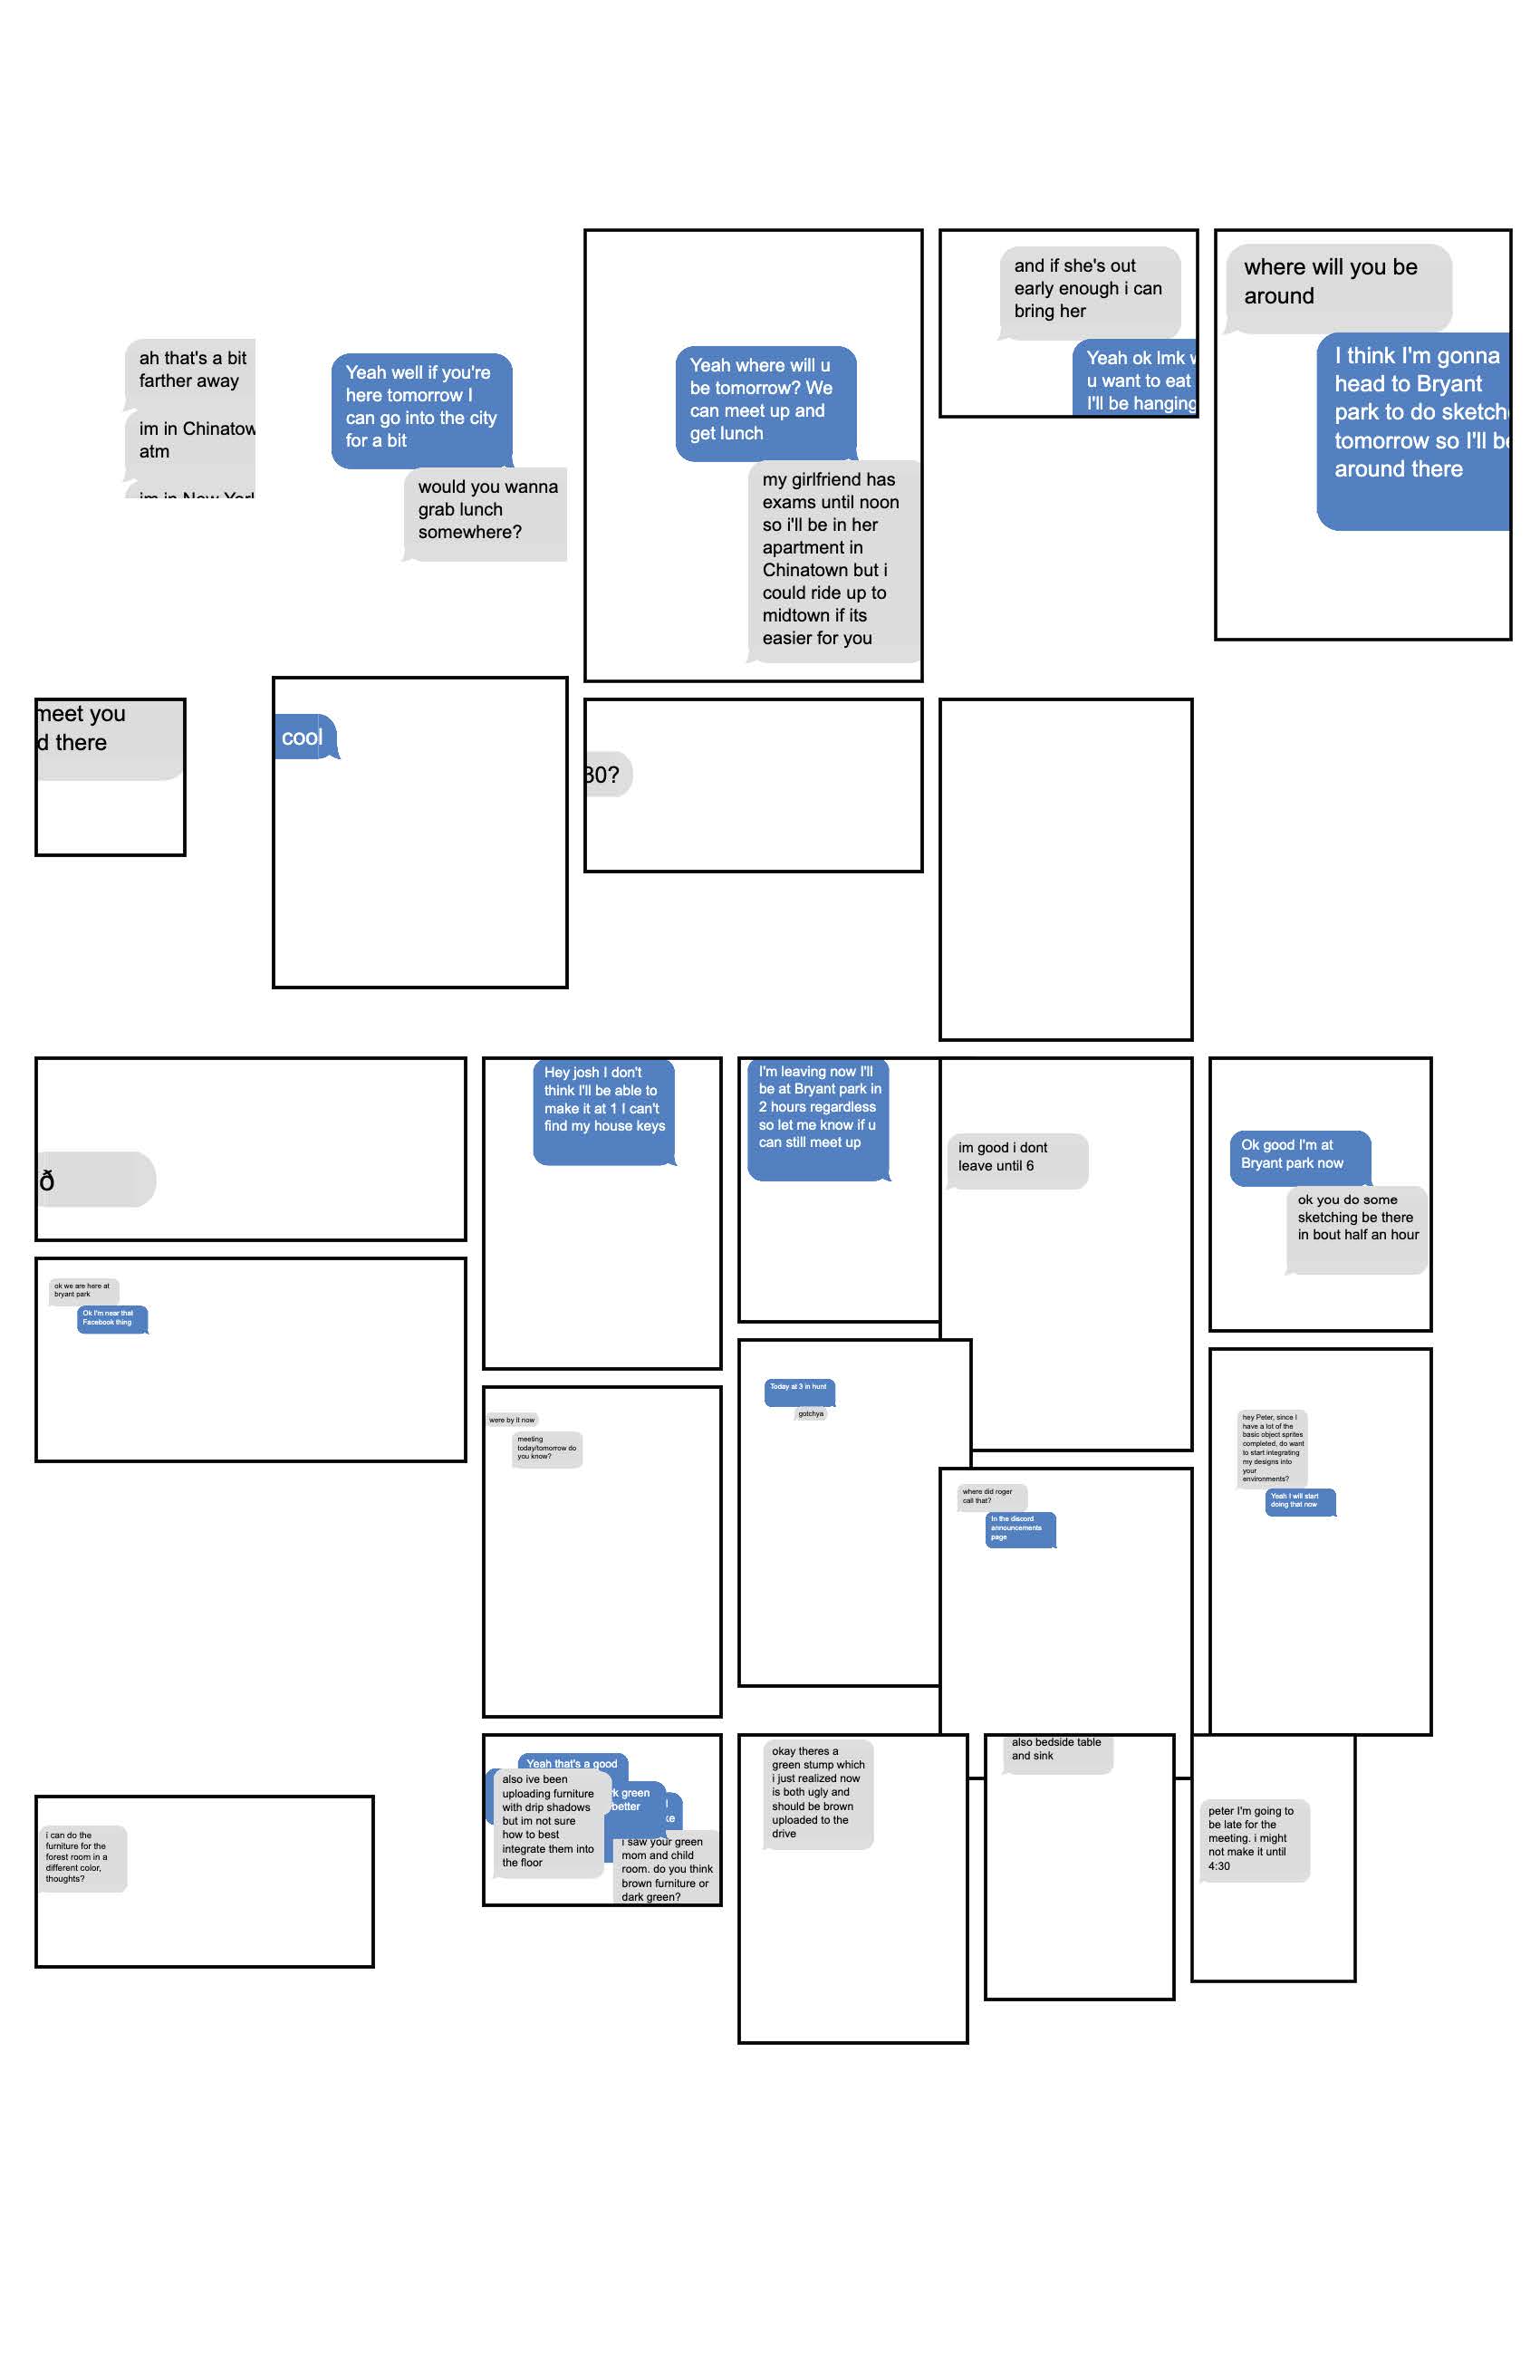 ah that's a bit
farther away
im in
atm
im in New
Yeah well if you're
here tomorrow I
can go into the city
for a bit
would you wanna
grab lunch
somewhere?
Yeah where will u
be tomorrow? We
can meet up and
get lunch
my girlfriend has
exams until noon
so i'll be in her
apartment in
Chinatown but i
could ride up to
midtown if its
easier for you
and if she's out
early enough i can
bring her
Yeah ok lmk
u want to eat
I'll be hanging
where will you be
around
I think I'm gonna
head to Bryant
park to do
tomorrow so I'll
around there
meet you
there
cool
30?
ð
Hey josh I don't
think I'll be able to
make it at 1 I can't
find my house keys
I'm leaving now I'll
be at Bryant park in
2 hours regardless
so let me know if u
can still meet up
im good i dont
leave until 6
Ok good I'm at
Bryant park now
ok you do some
sketching be there
in bout half an hour
ok we are here at
bryant park
Ok I'm near that
Facebook thing
were by it now
meeting
today/tomorrow do
you know?
Today at 3 in hunt
gotchya
where did roger
call that?
In the discord
announcements
page
hey Peter, since I
have a lot of the
basic object sprites
completed, do want
to start integrating
my designs into
your
environments?
Yeah I will start
doing that now
i can do the
furniture for the
forest room in a
different color,
thoughts?
Yeah that's a good
also ive been
uploading furniture
with drip shadows
but im not sure
how to best
integrate them into
the floor
green
better
i saw your green
mom and child
room. do you think
brown furniture or
dark green?
okay theres a
green stump which
i just realized now
is both ugly and
should be brown
uploaded to the
drive
also bedside table
and sink
peter I'm going to
be late for the
meeting. i might
not make it until
4:30